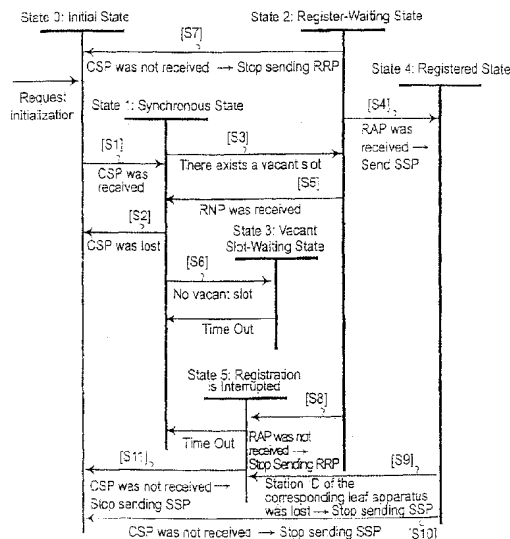 State 0: Initial State
State 2: Register-Waiting State
[S7]
CSP was not received → Stop sending RRP
State 4: Registered State
Request
initialization
State 1: Synchronous State
[S4]
RAP was
received →
Send SSP
[S1]
CSP was
received
[S3]
There exists a vacant slot
[S5]
RNP was received
[S2]
CSP was lost
State 3: Vacant
Slot-Waiting State
[S6]
No vacant slot
Time Out
State 5: Registration
is Interrupted
[S8]
Time Out
RAP was not
received →
Stop Sending RRP
[S11]
CSP was not received →
Stop sending SSP
[S9]
Station ID of the
corresponding leaf apparatus
was lost → Stop sending SSP
CSP was not received → Stop sending SSP
[S10]